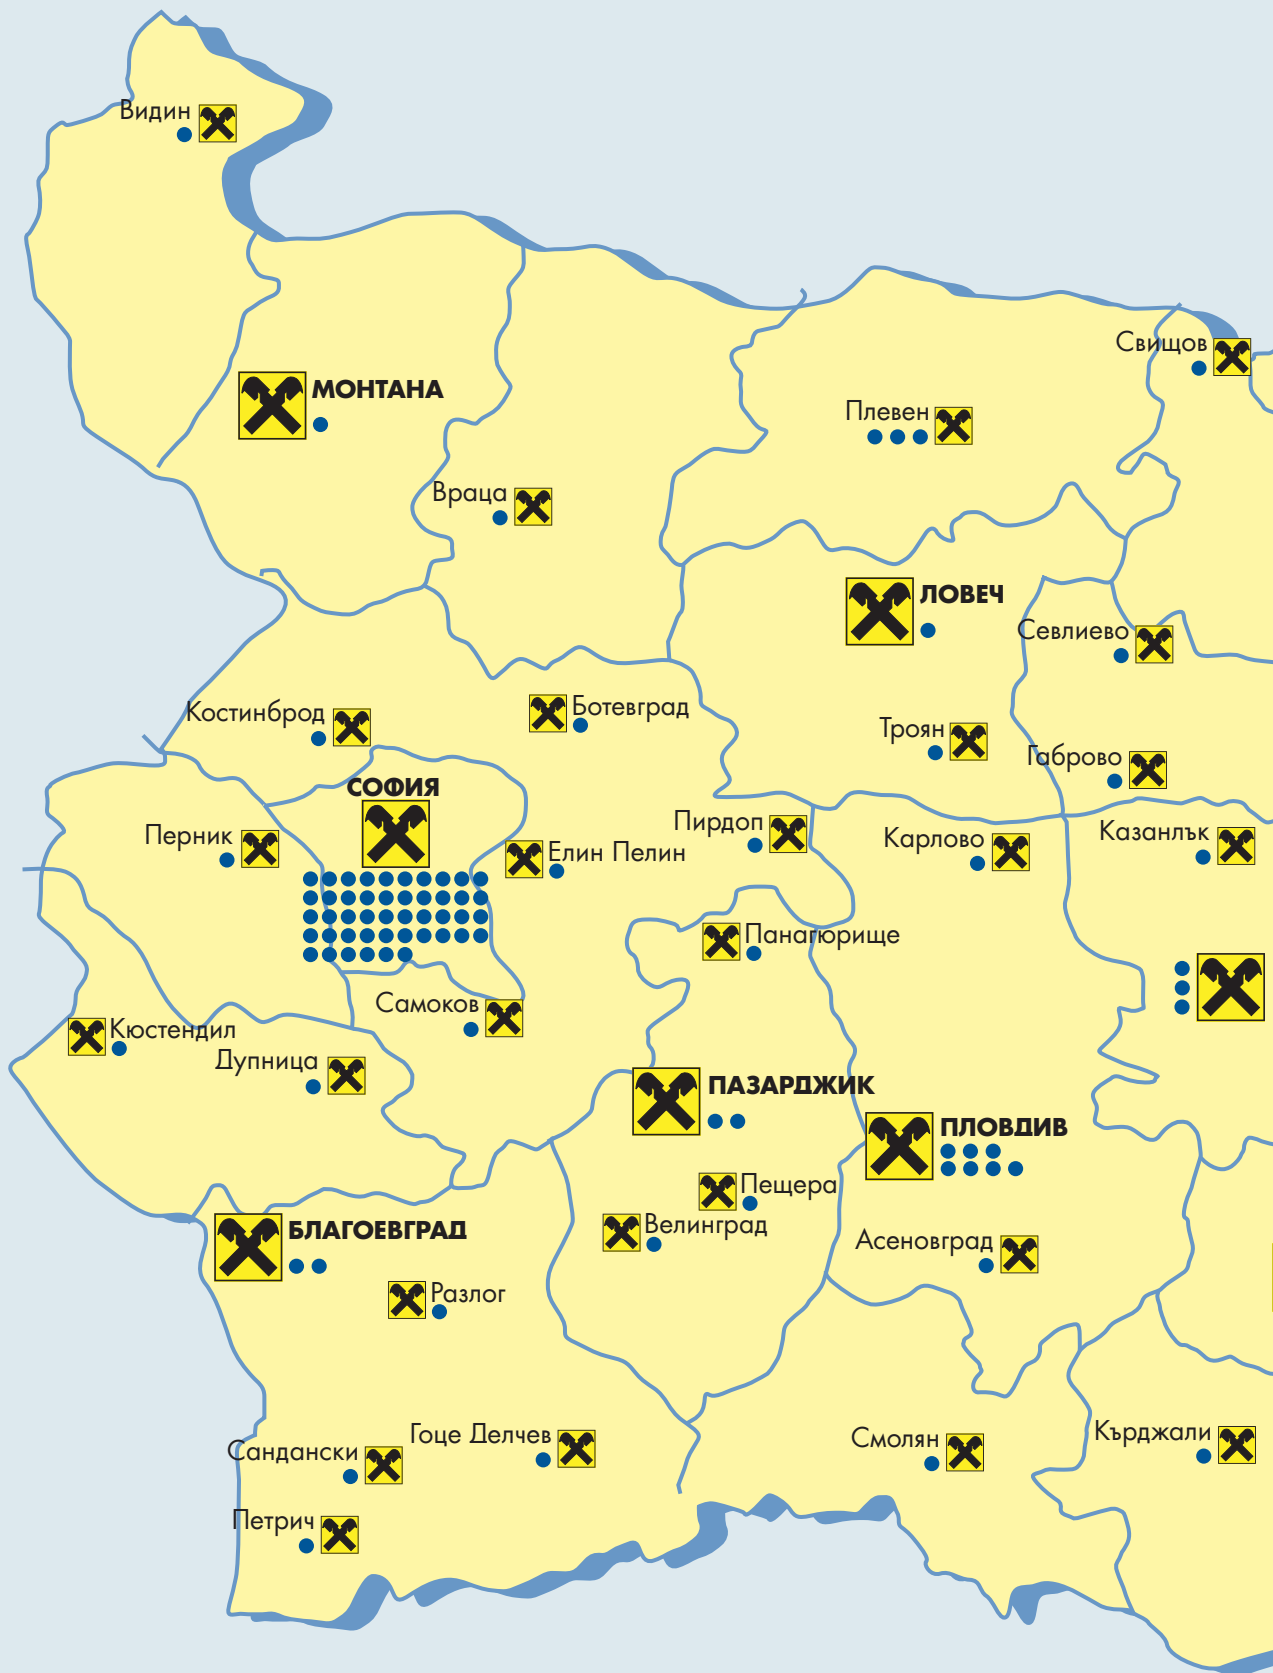 Видин
Свищов
МОНТАНА
Плевен
Враца
ЛОВЕЧ
Севлиево
Костинброд
Ботевград
Троян
Габрово
СОФИЯ
Пирдоп
Перник
Елин Пелин
Карлово
Казанлък
Панагюрище
Самоков
Кюстендил
Дупница
ПАЗАРДЖИК
ПЛОВДИВ
Пещера
Велинград
БЛАГОЕВГРАД
Асеновград
Разлог
Гоце Делчев
Сандански
Смолян
Кърджали
Петрич